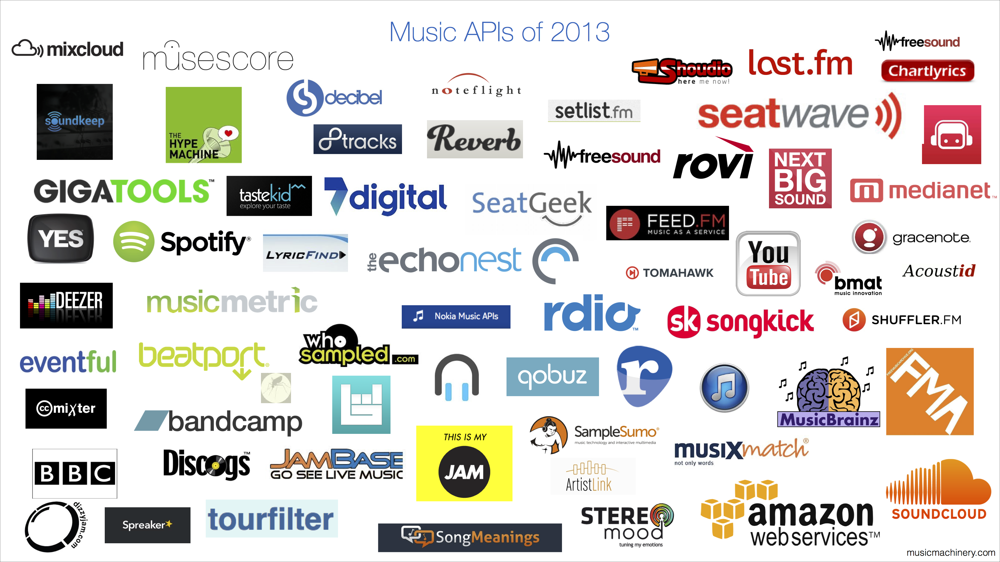 Music APIs of 2013
mixcloud
musescore
Shoudio
here me now!
last.fm
freesound
Chartlyrics
soundkeep
THE
HYPE
MACHINE
decibel
noteflight
setlist.fm
seatwave
8tracks
Reverb
freesound
rovi
NEXT
BIG
SOUND
GIGATOOLS™
tastekid
explore your taste
7digital
SeatGeek
FEED.FM
MUSIC AS A SERVICE
medianet™
YES
Spotify®
LYRICFIND
the echonest
TOMAHAWK
You
Tube
gracenote®
bmat
music innovation
Acoustid
DEEZER
musicmetric
Nokia Music APIs
rdio™
sk songkick
SHUFFLER.FM
eventful
beatport®
who
sampled.com
qobuz
r
MusicBrainz
FREEMUSICARCHIVE.ORG
FMA
cc mixter
bandcamp
THIS IS MY
JAM
SampleSumo®
music technology and interactive multimedia
musiXmatch®
not only words
BBC
Discogs™
JAMBASE
GO SEE LIVE MUSIC
ArtistLink
SOUNDCLOUD
dizzyjam.com
Spreaker
tourfilter
SongMeanings
STEREO
mood
tuning my emotions
amazon
webservices™
musicmachinery.com